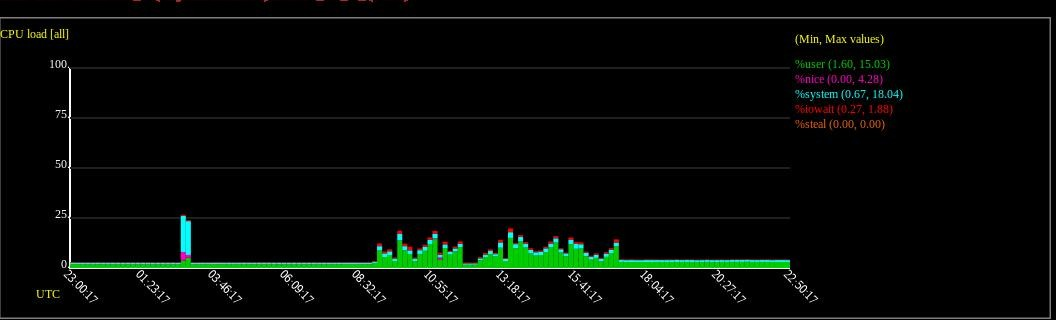 CPU load [all]
(Min, Max values)
%user (1.60, 15.03)
%nice (0.00, 4.28)
%system (0.67, 18.04)
%iowait (0.27, 1.88)
%steal (0.00, 0.00)
100
75
50
25
0
23:00:17
01:23:17
03:46:17
06:09:17
08:32:17
10:55:17
13:18:17
15:41:17
18:04:17
20:27:17
22:50:17
UTC